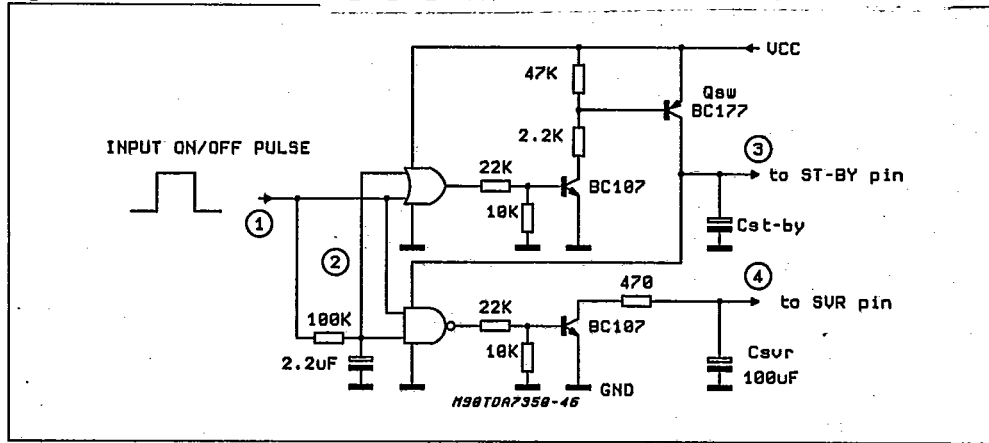 VCC
47K
Qsw
BC177
2.2K
INPUT ON/OFF PULSE
3
to ST-BY pin
22K
BC107
1
10K
Cst-by
2
4
470
to SVR pin
22K
100K
BC107
10K
Csvr
2.2uF
100uF
GND
M90TDA7350-46